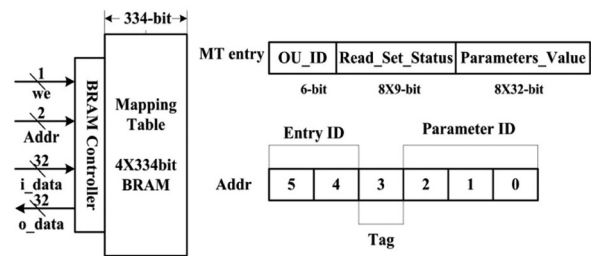 334-bit
1
we
2
Addr
32
i_data
32
o_data
BRAM Controller
Mapping
Table
4X334bit
BRAM
MT entry
OU_ID Read_Set_Status Parameters_Value
6-bit 8X9-bit 8X32-bit
Entry ID Parameter ID
Addr 5 4 3 2 1 0
Tag